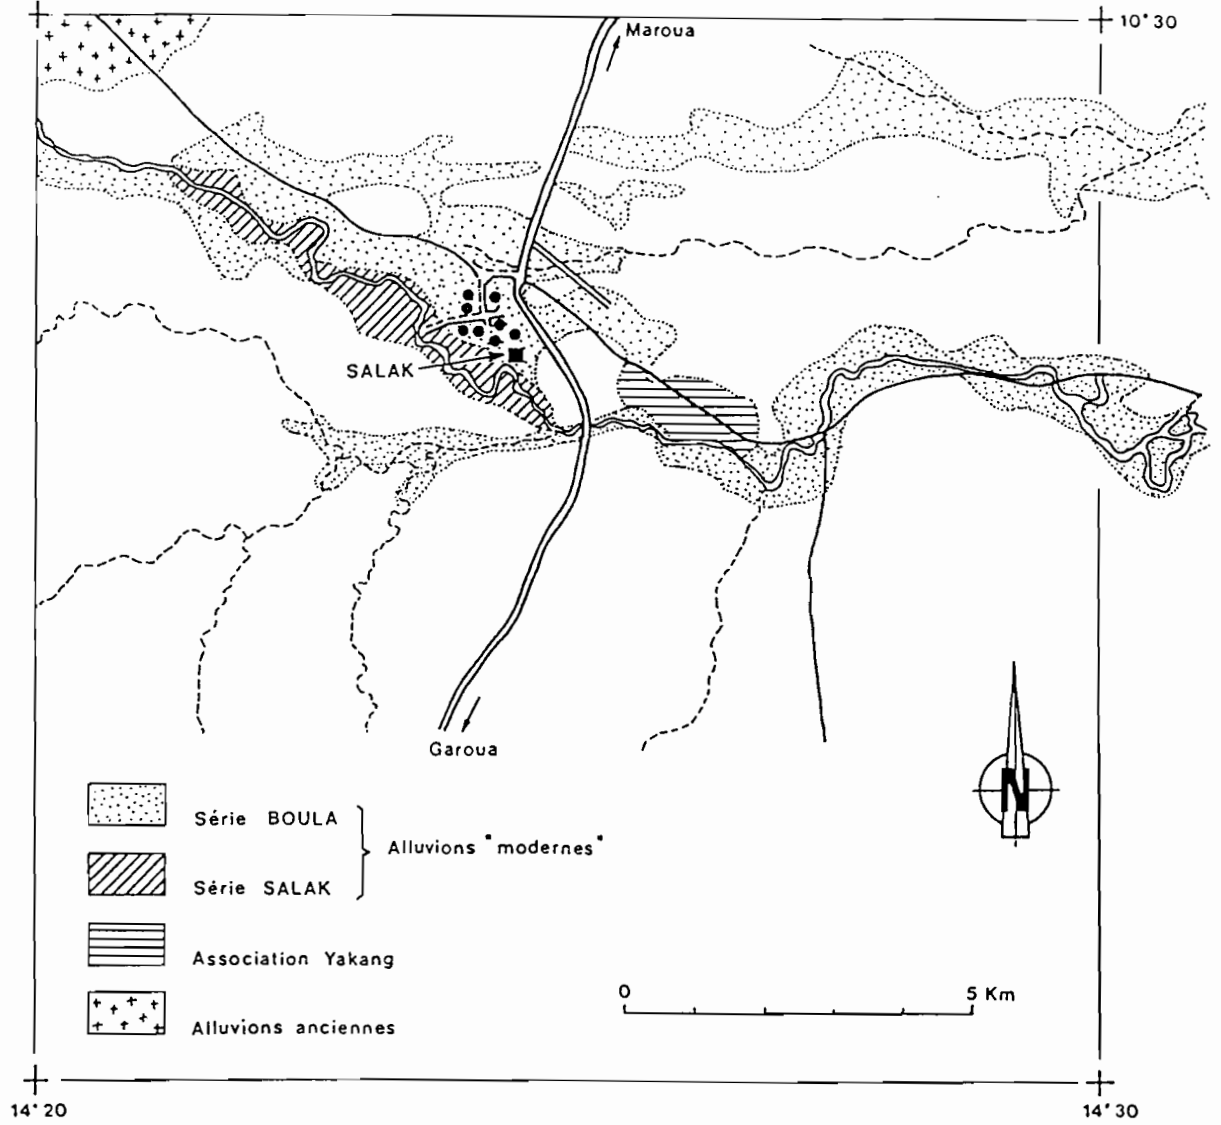 Maroua
10°30
SALAK
Garoua
Série BOULA
Alluvions "modernes"
Série SALAK
Association Yakang
Alluvions anciennes
0 5 Km
N
14°20 14°30